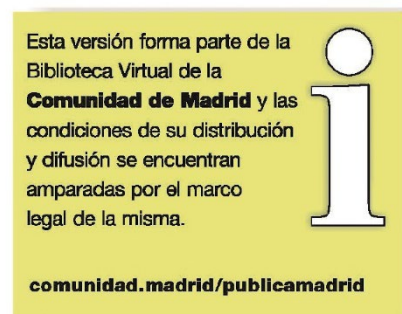 Esta versión forma parte de la
Biblioteca Virtual de la
Comunidad de Madrid y las
condiciones de su distribución
y difusión se encuentran
amparadas por el marco
legal de la misma.
comunidad.madrid/publicamadrid
i